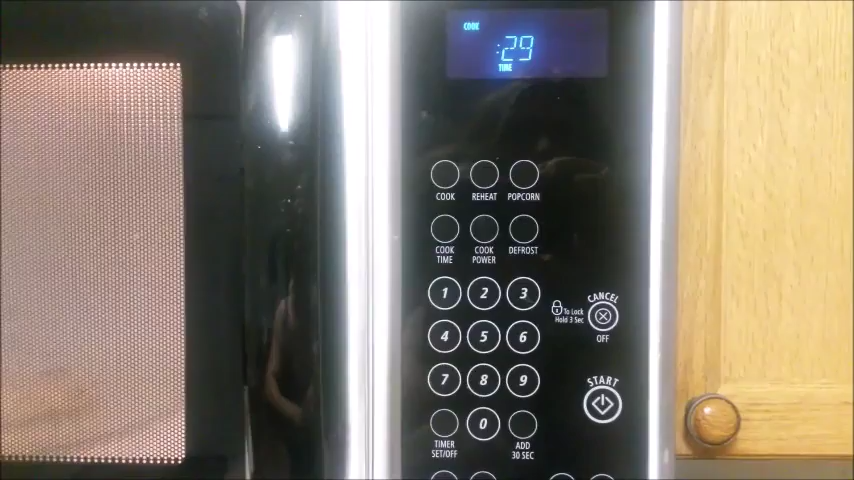 COOK
:29
TIME
COOK
REHEAT
POPCORN
COOK
TIME
COOK
POWER
DEFROST
1
2
3
To Lock
Hold 3 Sec
CANCEL
OFF
4
5
6
7
8
9
START
TIMER
SET/OFF
0
ADD
30 SEC